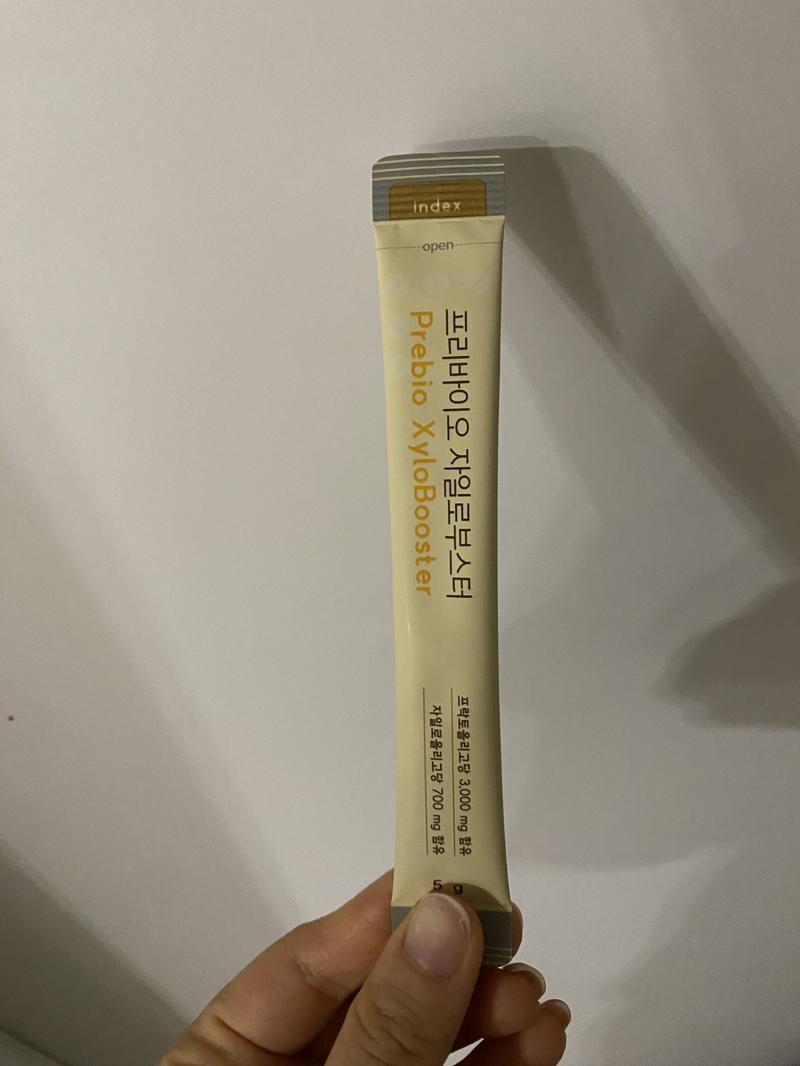 index
open
프리바이오 자일로부스터
Prebio XyloBooster
프락토올리고당 3,000 mg 함유
자일로올리고당 700 mg 함유
5 g